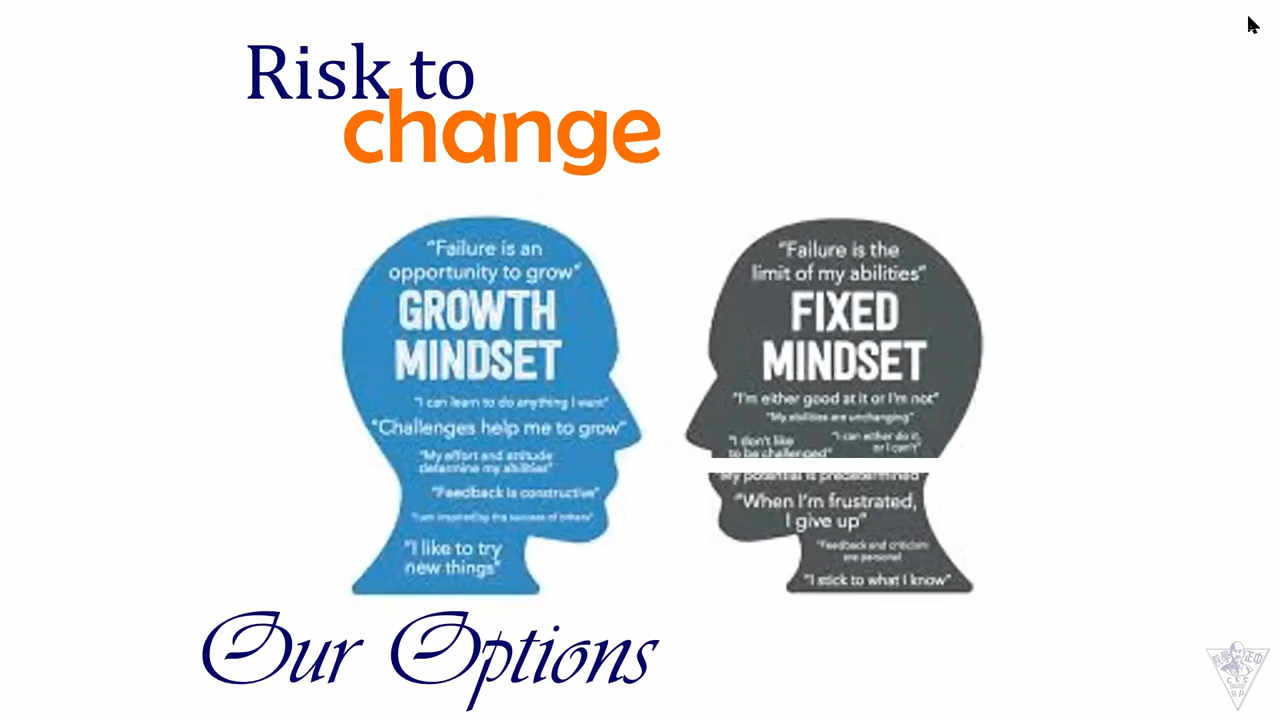 Risk to
change
"Failure is an
opportunity to grow"
GROWTH
MINDSET
"I can learn to do anything I want"
"Challenges help me to grow"
"My effort and attitude
determine my abilities"
"Feedback is constructive"
"I am inspired by the success of others"
"I like to try
new things"
"Failure is the
limit of my abilities"
FIXED
MINDSET
"I'm either good at it or I'm not"
"My abilities are unchanging"
"I don't like
to be challenged"
"I can either do it,
or I can't"
"My potential is predetermined"
"When I'm frustrated,
I give up"
"Feedback and criticism
are personal"
"I stick to what I know"
Our Options
C K S